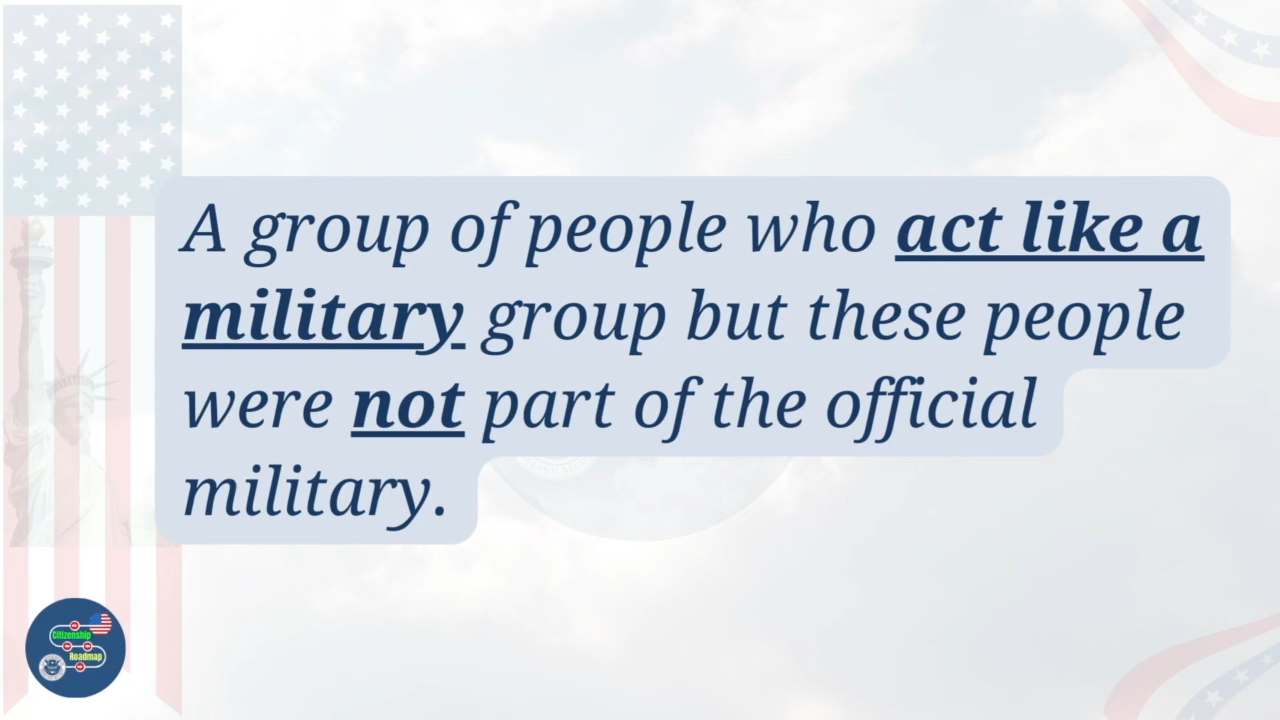 A group of people who act like a
military group but these people
were not part of the official
military.
Citizenship
Roadmap